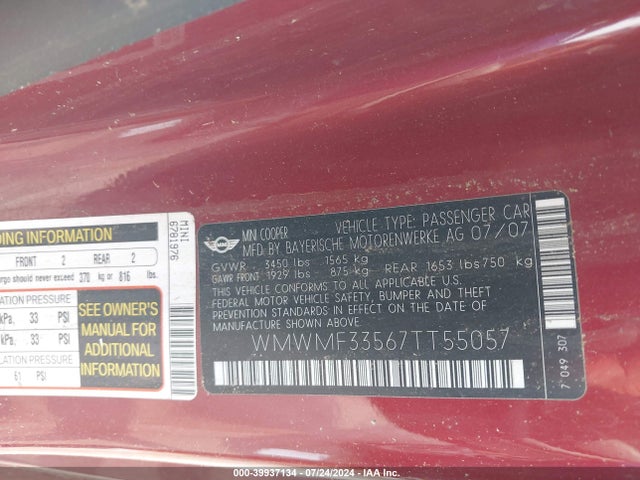 DING INFORMATION
FRONT 2 REAR 2
rgo should never exceed 370 kg or 816 lbs.
kPa. 33 PSI
kPa. 33 PSI
LATION PRESSURE
61 PSI
SEE OWNER'S
MANUAL FOR
ADDITIONAL
INFORMATION
MINI
6781976
MINI
MINI COOPER VEHICLE TYPE: PASSENGER CAR
MFD BY BAYERISCHE MOTORENWERKE AG 07/07
GVWR 3450 lbs 1565 kg
GAWR FRONT 1929 lbs 875 kg REAR 1653 lbs 750 kg
THIS VEHICLE CONFORMS TO ALL APPLICABLE U.S.
FEDERAL MOTOR VEHICLE SAFETY, BUMPER AND THEFT
PREVENTION STANDARDS IN EFFECT ON THE DATE OF
MANUFACTURE SHOWN ABOVE.
WMWMF33567TT55057
7 049 307
000-39937134 - 07/24/2024 - IAA Inc.